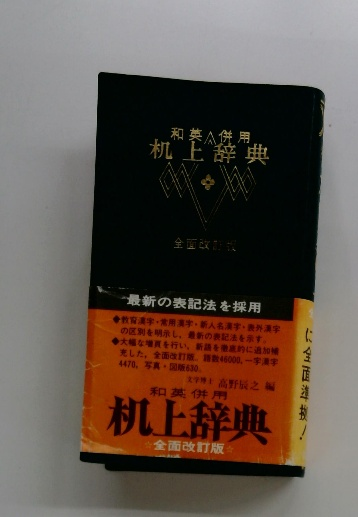 和英併用
机上辞典
全面改訂版
最新の表記法を採用
◆教育漢字・常用漢字・新人名漢字・表外漢字
の区別を明示し、最新の表記法を示す。
◆大幅な増頁を行い、新語を徹底的に追加補
充した、全面改訂版。語数46000、一字漢字
4470、写真・図版630。
文学博士 高野辰之 編
和英併用
机上辞典
☆全面改訂版☆
に全面準拠！